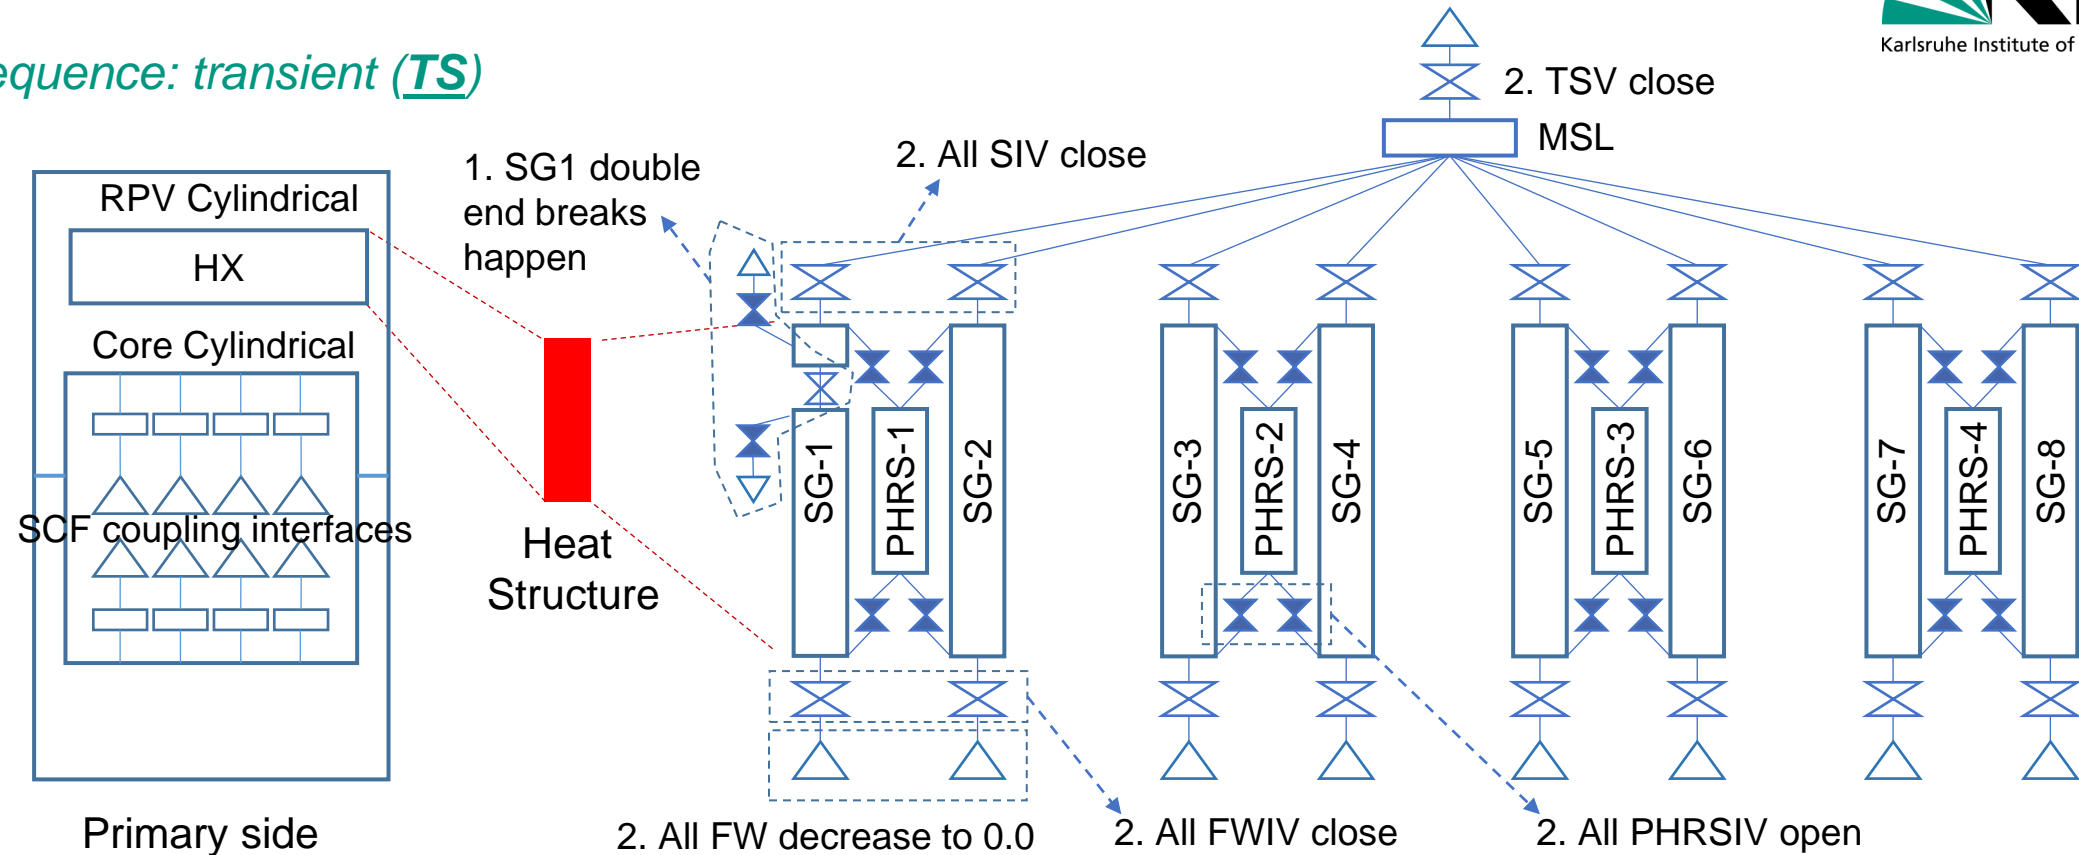 equence: transient (TS)
Karlsruhe Institute of
2. TSV close
MSL
1. SG1 double
end breaks
happen
2. All SIV close
RPV Cylindrical
HX
Core Cylindrical
SCF coupling interfaces
Heat
Structure
SG-1
PHRS-1
SG-2
SG-3
PHRS-2
SG-4
SG-5
PHRS-3
SG-6
SG-7
PHRS-4
SG-8
Primary side
2. All FW decrease to 0.0
2. All FWIV close
2. All PHRSIV open